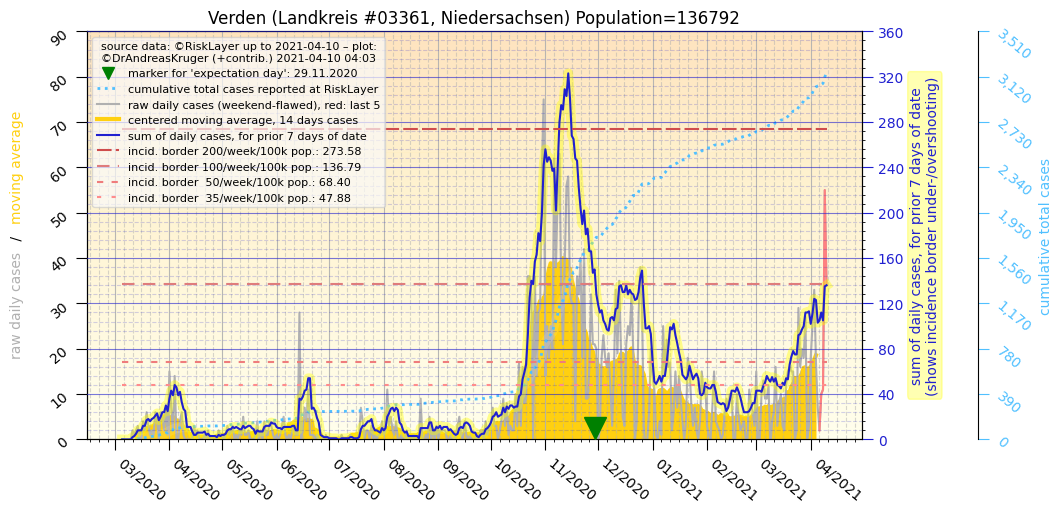 Verden (Landkreis #03361, Niedersachsen) Population=136792
source data: ©RiskLayer up to 2021-04-10 – plot:
©DrAndreasKruger (+contrib.) 2021-04-10 04:03
marker for 'expectation day': 29.11.2020
cumulative total cases reported at RiskLayer
raw daily cases (weekend-flawed), red: last 5
centered moving average, 14 days cases
sum of daily cases, for prior 7 days of date
incid. border 200/week/100k pop.: 273.58
incid. border 100/week/100k pop.: 136.79
incid. border  50/week/100k pop.: 68.40
incid. border  35/week/100k pop.: 47.88
raw daily cases / moving average
90
80
70
60
50
40
30
20
10
0
03/2020
04/2020
05/2020
06/2020
07/2020
08/2020
09/2020
10/2020
11/2020
12/2020
01/2021
02/2021
03/2021
04/2021
360
320
280
240
200
160
120
80
40
0
sum of daily cases, for prior 7 days of date
(shows incidence border under-/overshooting)
3,510
3,120
2,730
2,340
1,950
1,560
1,170
780
390
0
cumulative total cases